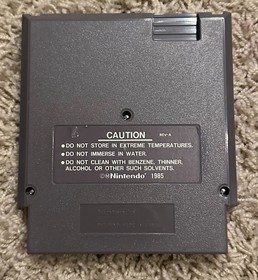 CAUTION
REV-A
● DO NOT STORE IN EXTREME TEMPERATURES.
● DO NOT IMMERSE IN WATER.
● DO NOT CLEAN WITH BENZENE, THINNER,
ALCOHOL OR OTHER SUCH SOLVENTS.
©Nintendo® 1985